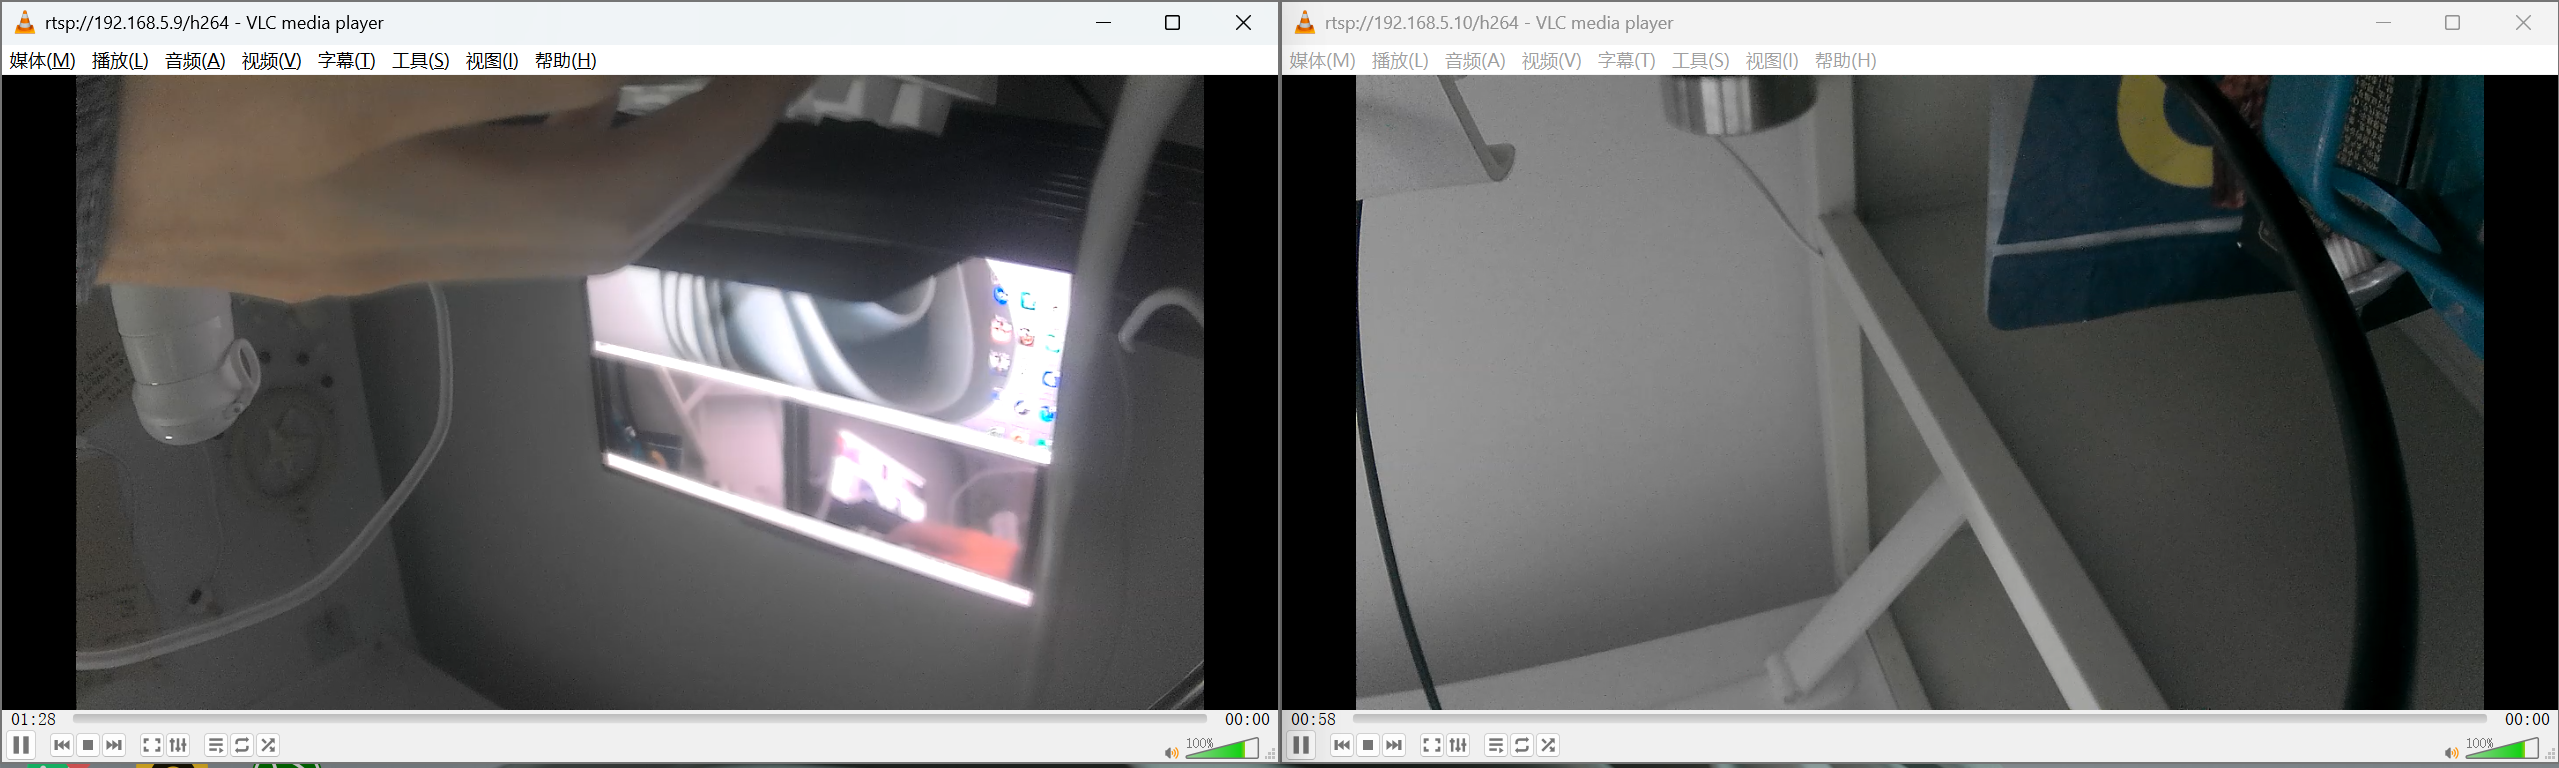 rtsp://192.168.5.9/h264 - VLC media player
媒体(M) 播放(L) 音频(A) 视频(V) 字幕(T) 工具(S) 视图(I) 帮助(H)
01:28
00:00
100%
rtsp://192.168.5.10/h264 - VLC media player
媒体(M) 播放(L) 音频(A) 视频(V) 字幕(T) 工具(S) 视图(I) 帮助(H)
00:58
00:00
100%